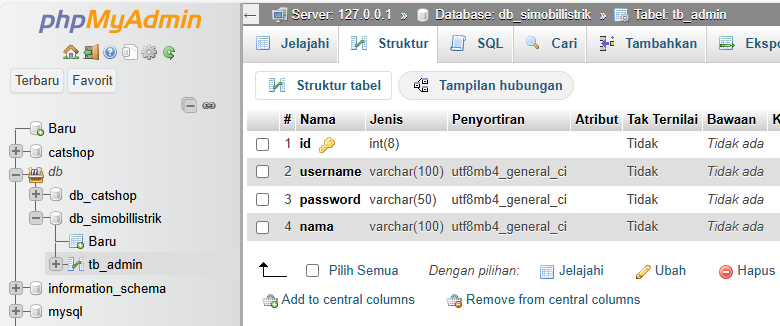 phpMyAdmin
Terbaru Favorit
Baru
catshop
db
db_catshop
db_simobillistrik
Baru
tb_admin
information_schema
mysql
Server: 127.0.0.1 » Database: db_simobillistrik » Tabel: tb_admin
Jelajahi Struktur SQL Cari Tambahkan Ekspo
Struktur tabel Tampilan hubungan
# Nama Jenis Penyortiran Atribut Tak Ternilai Bawaan K
1 id int(8) Tidak Tidak ada
2 username varchar(100) utf8mb4_general_ci Tidak Tidak ada
3 password varchar(50) utf8mb4_general_ci Tidak Tidak ada
4 nama varchar(100) utf8mb4_general_ci Tidak Tidak ada
Pilih Semua Dengan pilihan: Jelajahi Ubah Hapus
Add to central columns Remove from central columns